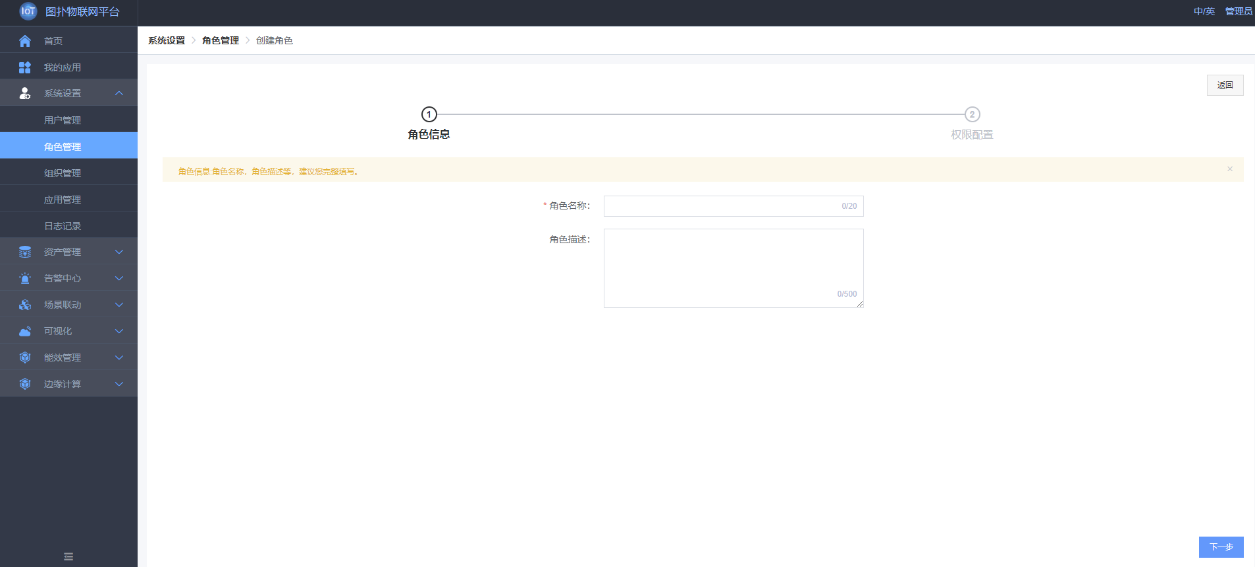 IoT 图扑物联网平台
中/英 管理员
首页
我的应用
系统设置
用户管理
角色管理
组织管理
应用管理
日志记录
资产管理
告警中心
场景联动
可视化
能效管理
边缘计算
系统设置 > 角色管理 > 创建角色
返回
1 2
角色信息 权限配置
角色信息:角色名称、角色描述等，建议您完整填写。 ×
* 角色名称: 0/20
角色描述:
0/500
下一步